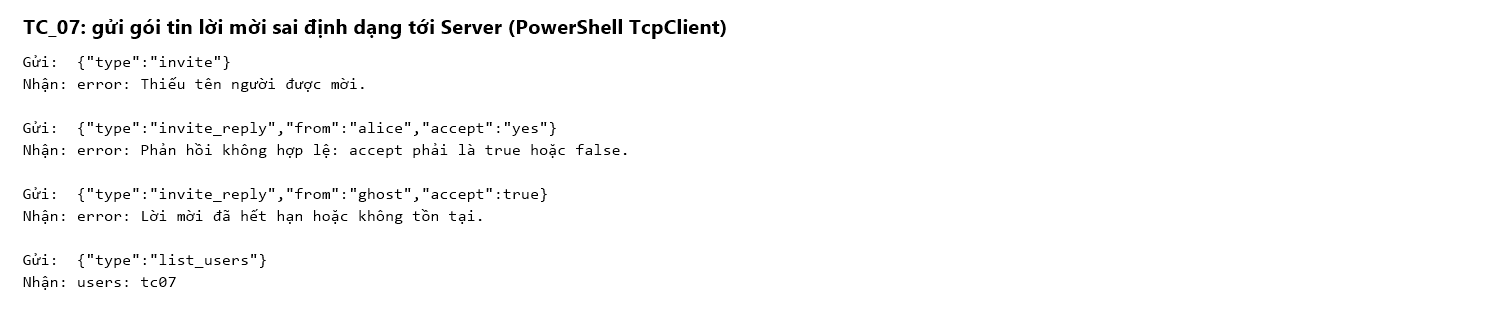 TC_07: gửi gói tin lời mời sai định dạng tới Server (PowerShell TcpClient)
Gửi:  {"type":"invite"}
Nhận: error: Thiếu tên người được mời.
Gửi:  {"type":"invite_reply","from":"alice","accept":"yes"}
Nhận: error: Phản hồi không hợp lệ: accept phải là true hoặc false.
Gửi:  {"type":"invite_reply","from":"ghost","accept":true}
Nhận: error: Lời mời đã hết hạn hoặc không tồn tại.
Gửi:  {"type":"list_users"}
Nhận: users: tc07